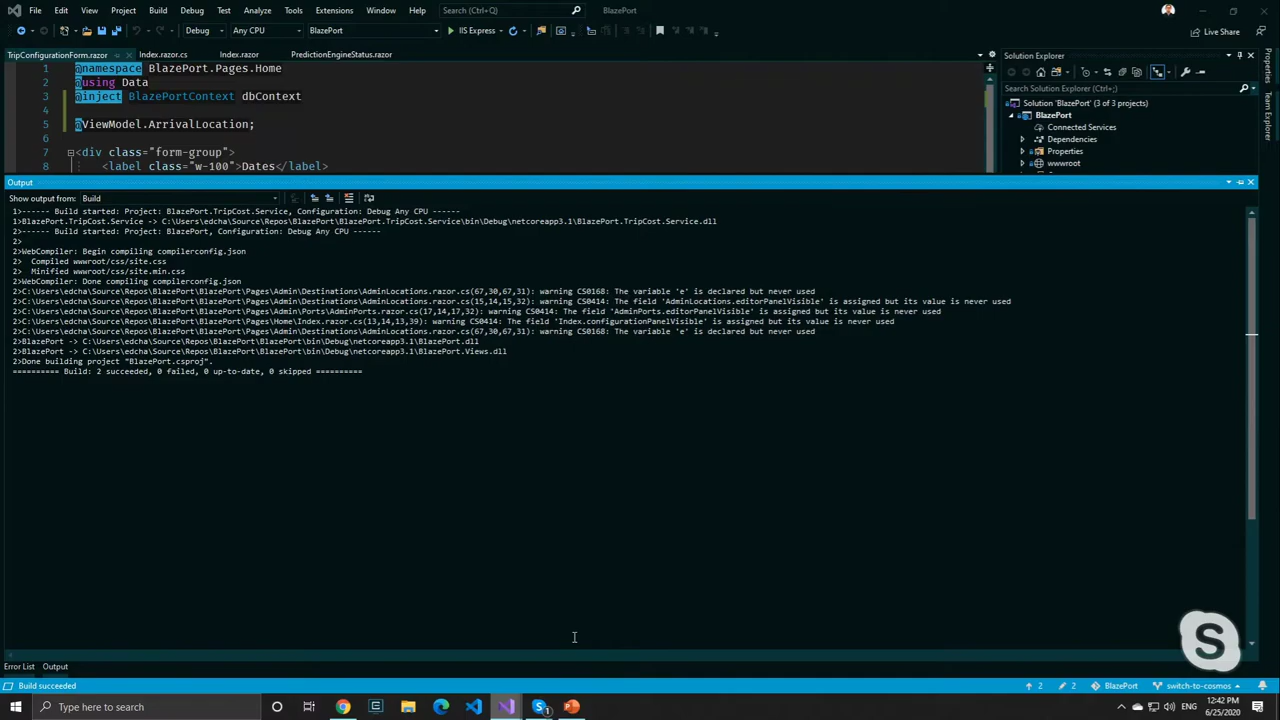 File Edit View Project Build Debug Test Analyze Tools Extensions Window Help Search (Ctrl+Q) BlazePort
Debug Any CPU BlazePort IIS Express Live Share
TripConfigurationForm.razor Index.razor.cs Index.razor PredictionEngineStatus.razor
1 @namespace BlazePort.Pages.Home
2 @using Data
3 @inject BlazePortContext dbContext
4
5 @ViewModel.ArrivalLocation;
6
7 <div class="form-group">
8 <label class="w-100">Dates</label>
Solution Explorer
Search Solution Explorer (Ctrl+;)
Solution 'BlazePort' (3 of 3 projects)
BlazePort
Connected Services
Dependencies
Properties
wwwroot
Properties
Team Explorer
Output
Show output from: Build
1>------ Build started: Project: BlazePort.TripCost.Service, Configuration: Debug Any CPU ------
1>BlazePort.TripCost.Service -> C:\Users\edcha\Source\Repos\BlazePort\BlazePort.TripCost.Service\bin\Debug\netcoreapp3.1\BlazePort.TripCost.Service.dll
2>------ Build started: Project: BlazePort, Configuration: Debug Any CPU ------
2>
2>WebCompiler: Begin compiling compilerconfig.json
2> Compiled wwwroot/css/site.css
2> Minified wwwroot/css/site.min.css
2>WebCompiler: Done compiling compilerconfig.json
2>C:\Users\edcha\Source\Repos\BlazePort\BlazePort\Pages\Admin\Destinations\AdminLocations.razor.cs(67,30,67,31): warning CS0168: The variable 'e' is declared but never used
2>C:\Users\edcha\Source\Repos\BlazePort\BlazePort\Pages\Admin\Destinations\AdminLocations.razor.cs(15,14,15,32): warning CS0414: The field 'AdminLocations.editorPanelVisible' is assigned but its value is never used
2>C:\Users\edcha\Source\Repos\BlazePort\BlazePort\Pages\Admin\Ports\AdminPorts.razor.cs(17,14,17,32): warning CS0414: The field 'AdminPorts.editorPanelVisible' is assigned but its value is never used
2>C:\Users\edcha\Source\Repos\BlazePort\BlazePort\Pages\Home\Index.razor.cs(13,14,13,39): warning CS0414: The field 'Index.configurationPanelVisible' is assigned but its value is never used
2>C:\Users\edcha\Source\Repos\BlazePort\BlazePort\Pages\Admin\Destinations\AdminLocations.razor.cs(67,30,67,31): warning CS0168: The variable 'e' is declared but never used
2>BlazePort -> C:\Users\edcha\Source\Repos\BlazePort\BlazePort\bin\Debug\netcoreapp3.1\BlazePort.dll
2>BlazePort -> C:\Users\edcha\Source\Repos\BlazePort\BlazePort\bin\Debug\netcoreapp3.1\BlazePort.Views.dll
2>Done building project "BlazePort.csproj".
========== Build: 2 succeeded, 0 failed, 0 up-to-date, 0 skipped ==========
S
Error List Output
Build succeeded 2 2 BlazePort switch-to-cosmos
Type here to search
ENG 12:42 PM
6/25/2020